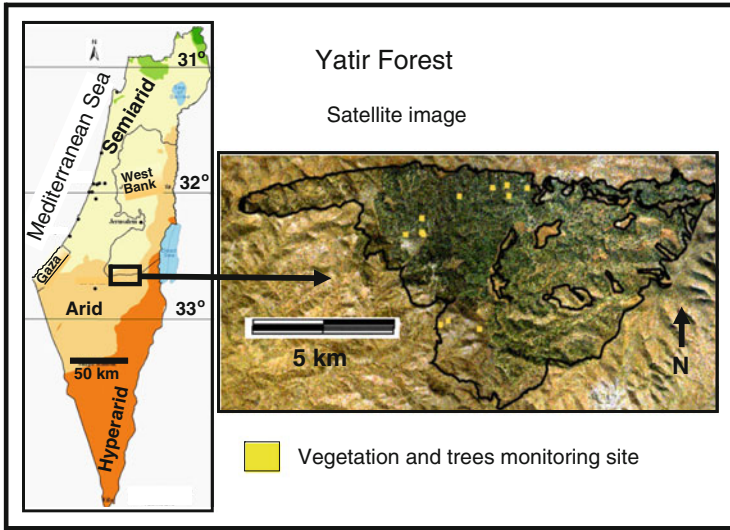 Yatir Forest
Satellite image
N
31°
Mediterranean Sea
Semiarid
West
Bank
32°
Jerusalem
Gaza
Arid
33°
50 km
Hyperarid
5 km
N
Vegetation and trees monitoring site